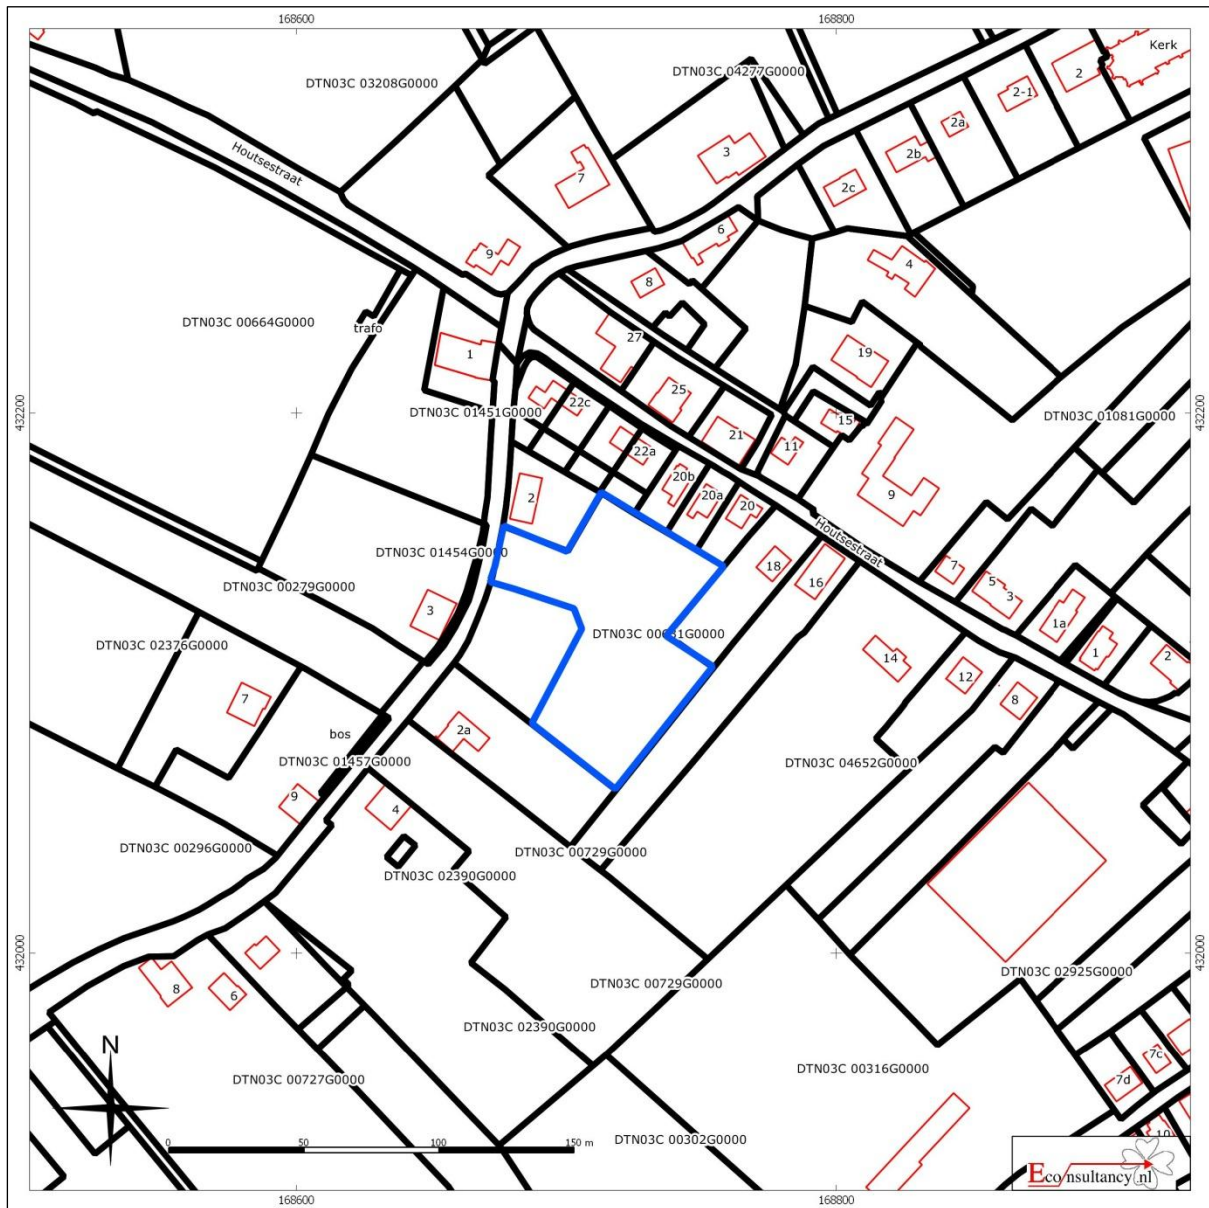 168600
168800
Kerk
DTN03C 03208G0000
DTN03C 04277G0000
2
2-1
2a
2b
3
2c
Houtsestraat
7
6
9
8
4
DTN03C 00664G0000
trafo
27
1
19
25
22c
432200
DTN03C 01451G0000
15
DTN03C 01081G0000
432200
21
11
22a
20b
2
20a
20
9
Houtsestraat
DTN03C 01454G0000
18
16
7
5
3
DTN03C 00279G0000
3
1a
DTN03C 02376G0000
14
1
2
12
7
8
2a
bos
DTN03C 01457G0000
DTN03C 04652G0000
9
4
DTN03C 00296G0000
DTN03C 00729G0000
DTN03C 02390G0000
432000
432000
DTN03C 02925G0000
8
6
DTN03C 00729G0000
DTN03C 02390G0000
N
DTN03C 00727G0000
DTN03C 00316G0000
7c
7d
0
50
100
150 m
DTN03C 00302G0000
10
Econsultancy.nl
168600
168800